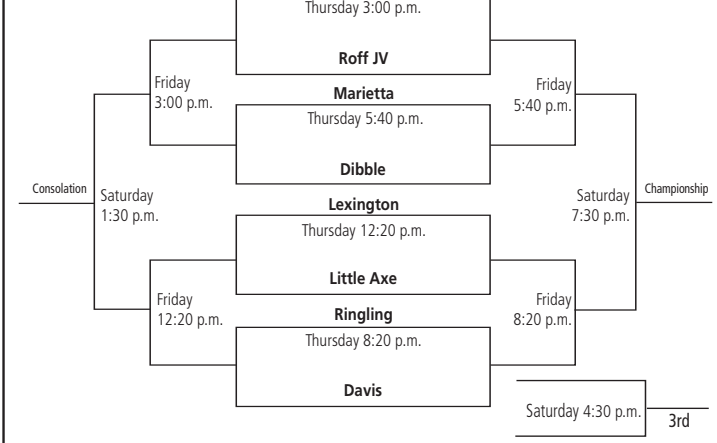 Thursday 3:00 p.m.
Roff JV
Friday
3:00 p.m.
Marietta
Friday
5:40 p.m.
Thursday 5:40 p.m.
Dibble
Consolation
Saturday
1:30 p.m.
Lexington
Saturday
7:30 p.m.
Championship
Thursday 12:20 p.m.
Little Axe
Friday
12:20 p.m.
Ringling
Friday
8:20 p.m.
Thursday 8:20 p.m.
Davis
Saturday 4:30 p.m.
3rd